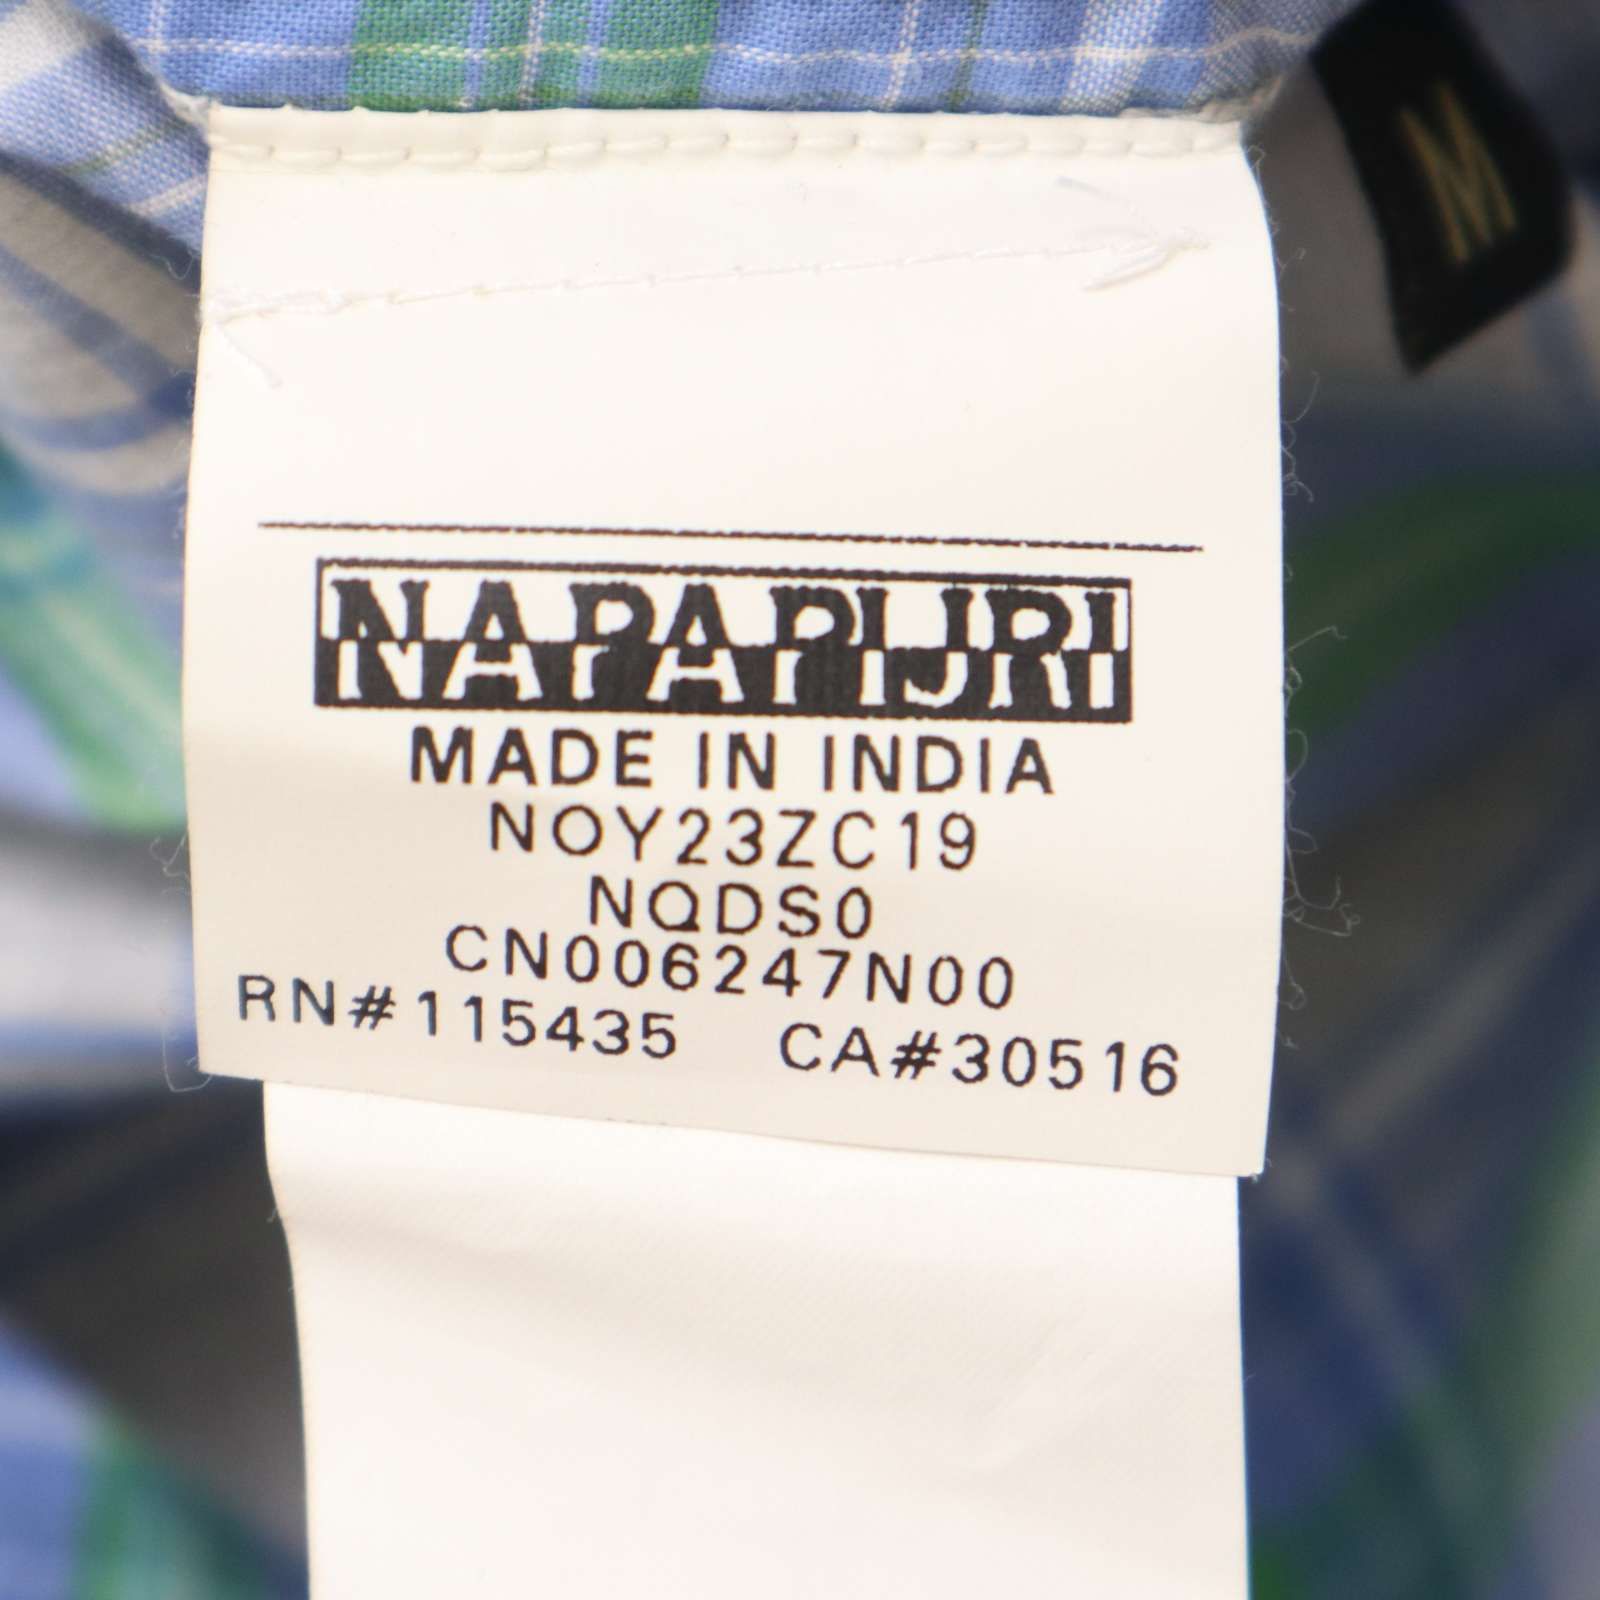 M
NAPAPIJRI
MADE IN INDIA
NOY23ZC19
NQDS0
CN006247N00
RN#115435 CA#30516